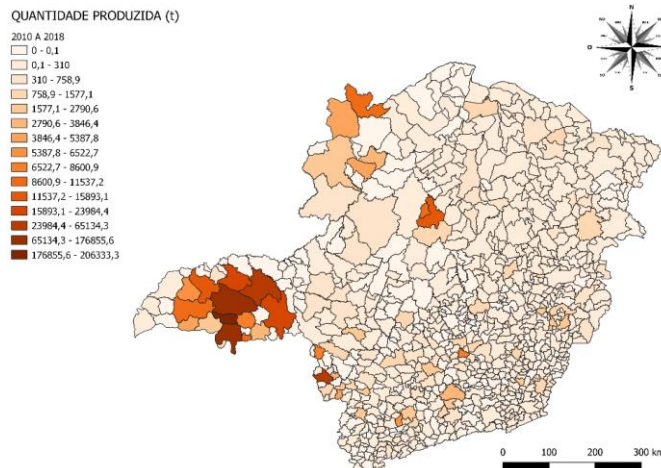 QUANTIDADE PRODUZIDA (t)
2010 A 2018
0 - 0,1
0,1 - 310
310 - 758,9
758,9 - 1577,1
1577,1 - 2790,6
2790,6 - 3846,4
3846,4 - 5387,8
5387,8 - 6522,7
6522,7 - 8600,9
8600,9 - 11537,2
11537,2 - 15893,1
15893,1 - 23984,4
23984,4 - 65134,3
65134,3 - 176855,6
176855,6 - 206333,3
N
O
S
0 100 200 300 km